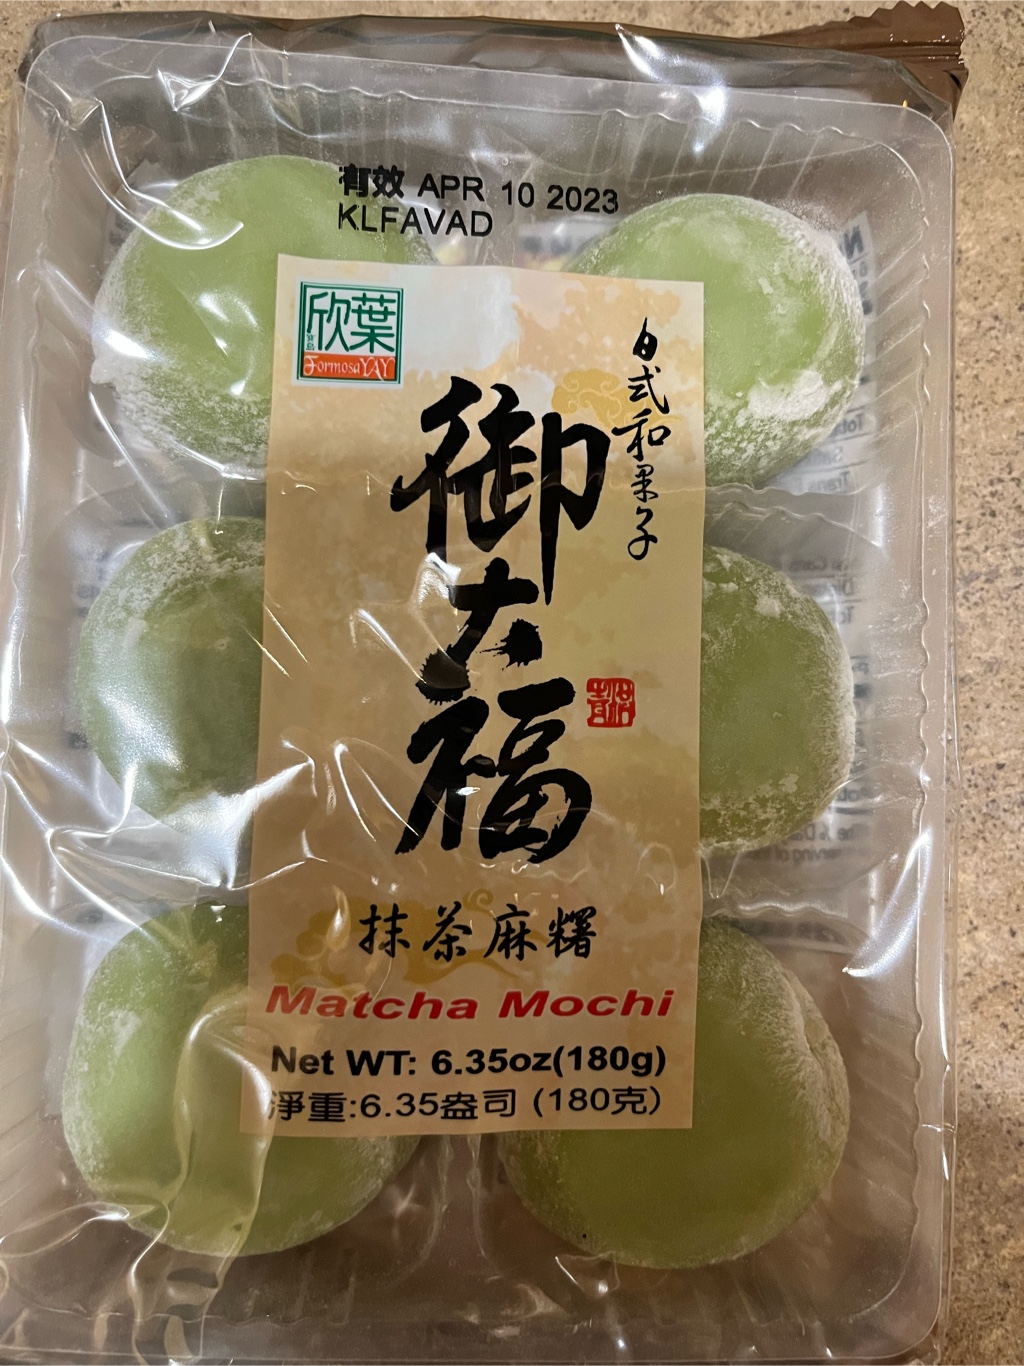 有效 APR 10 2023
KLFAVAD
欣葉
FormosaYAY
日式和果子
御大福
抹茶麻糬
Matcha Mochi
Net WT: 6.35oz(180g)
淨重:6.35盎司 (180克)